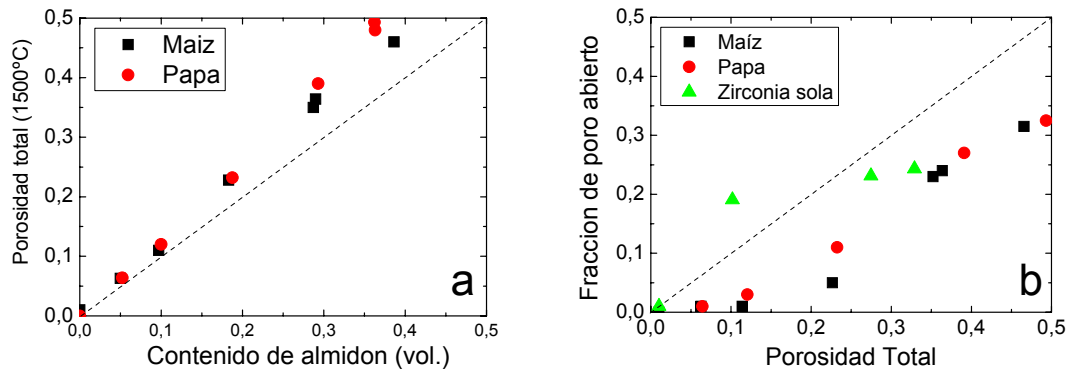 0,5
0,4
0,3
0,2
0,1
0,0
Porosidad total (1500ºC)
Maiz
Papa
a
0,0 0,1 0,2 0,3 0,4 0,5
Contenido de almidon (vol.)
0,5
0,4
0,3
0,2
0,1
0,0
Fraccion de poro abierto
Maíz
Papa
Zirconia sola
b
0,0 0,1 0,2 0,3 0,4 0,5
Porosidad Total